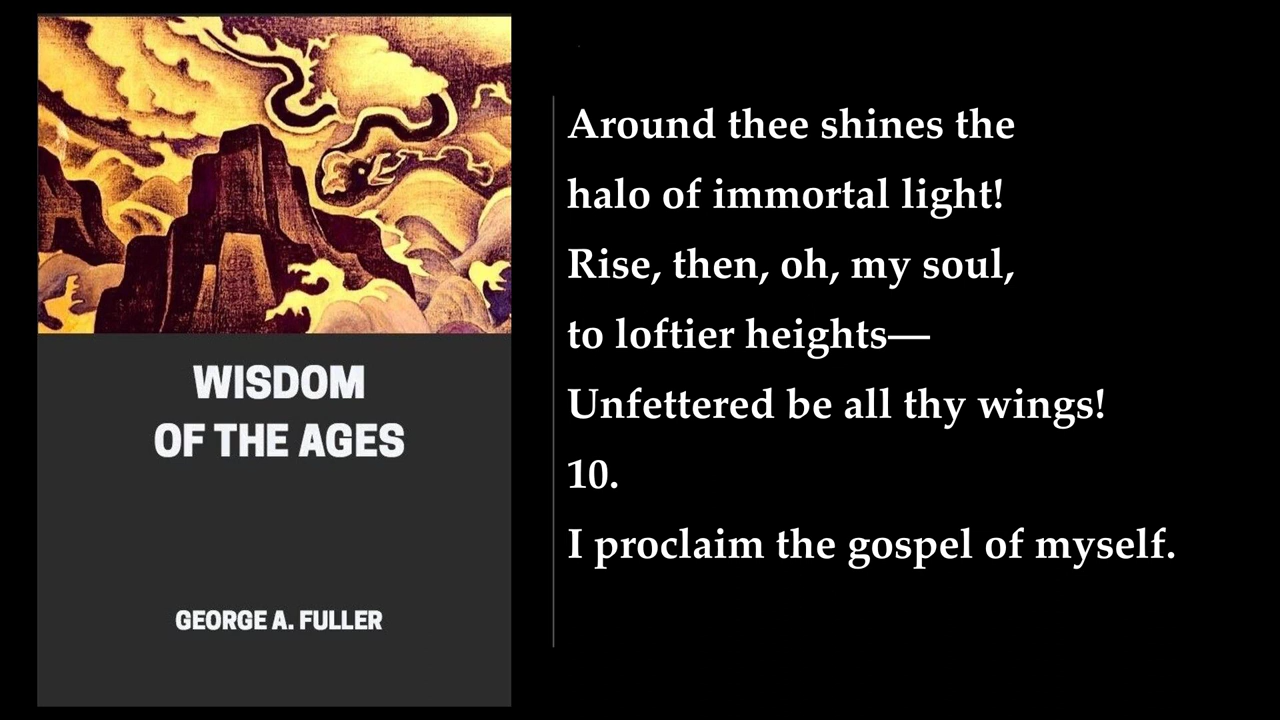 WISDOM
OF THE AGES
GEORGE A. FULLER
Around thee shines the
halo of immortal light!
Rise, then, oh, my soul,
to loftier heights—
Unfettered be all thy wings!
10.
I proclaim the gospel of myself.